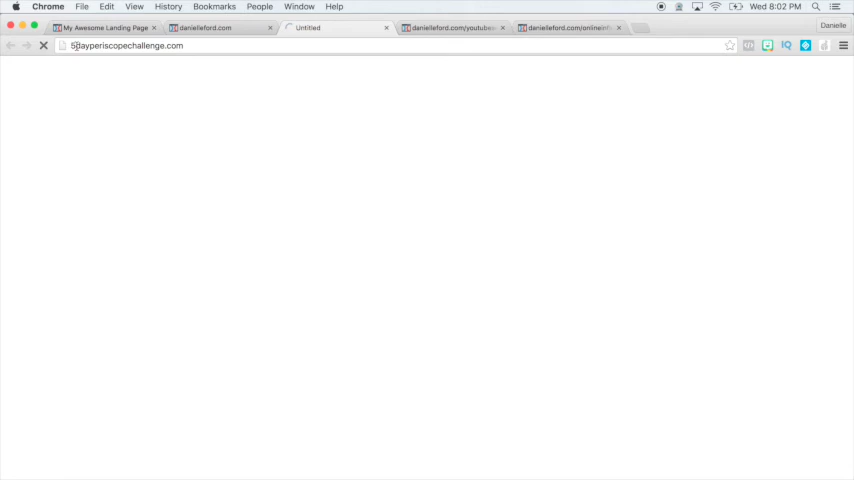 Chrome File Edit View History Bookmarks People Window Help Wed 8:02 PM
My Awesome Landing Page danielleford.com Untitled danielleford.com/youtube danielleford.com/onlineinf Danielle
5dayperiscopechallenge.com